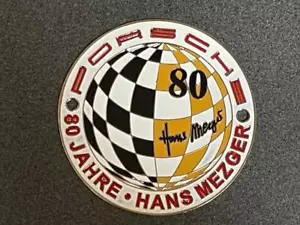 PORSCHE
80
Hans Mezger
80 JAHRE • HANS MEZGER